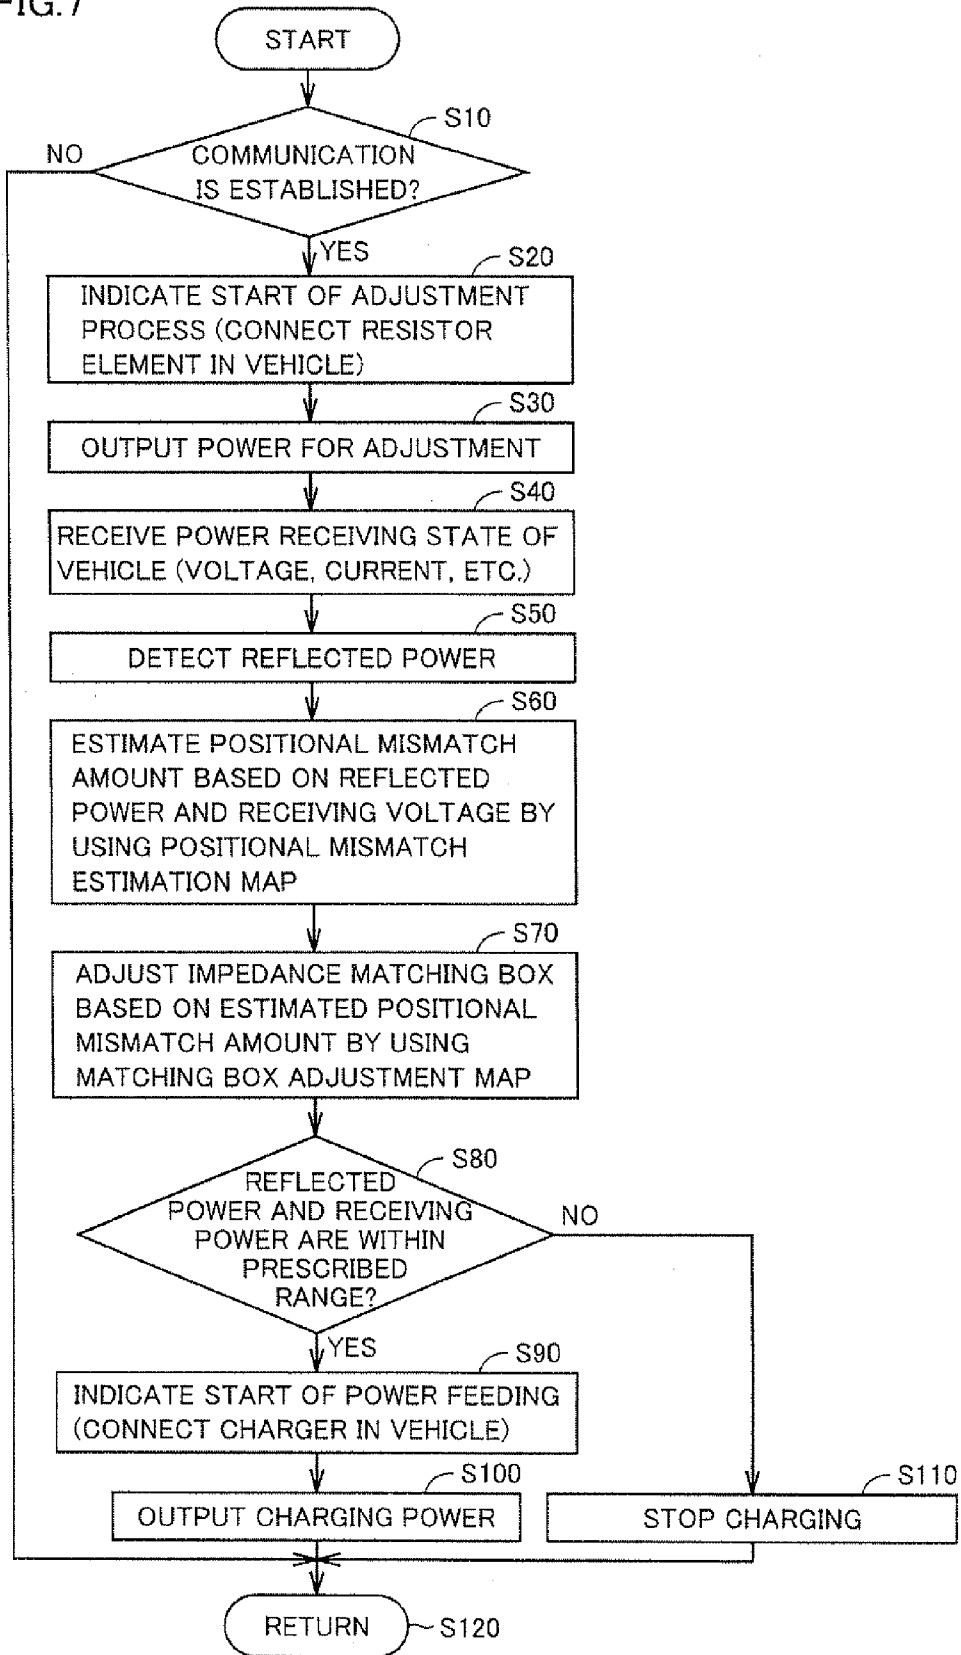 FIG.7
START
S10
NO
COMMUNICATION
IS ESTABLISHED?
YES
S20
INDICATE START OF ADJUSTMENT
PROCESS (CONNECT RESISTOR
ELEMENT IN VEHICLE)
S30
OUTPUT POWER FOR ADJUSTMENT
S40
RECEIVE POWER RECEIVING STATE OF
VEHICLE (VOLTAGE, CURRENT, ETC.)
S50
DETECT REFLECTED POWER
S60
ESTIMATE POSITIONAL MISMATCH
AMOUNT BASED ON REFLECTED
POWER AND RECEIVING VOLTAGE BY
USING POSITIONAL MISMATCH
ESTIMATION MAP
S70
ADJUST IMPEDANCE MATCHING BOX
BASED ON ESTIMATED POSITIONAL
MISMATCH AMOUNT BY USING
MATCHING BOX ADJUSTMENT MAP
S80
REFLECTED
POWER AND RECEIVING
POWER ARE WITHIN
PRESCRIBED
RANGE?
NO
YES
S90
INDICATE START OF POWER FEEDING
(CONNECT CHARGER IN VEHICLE)
S100
OUTPUT CHARGING POWER
S110
STOP CHARGING
RETURN
S120